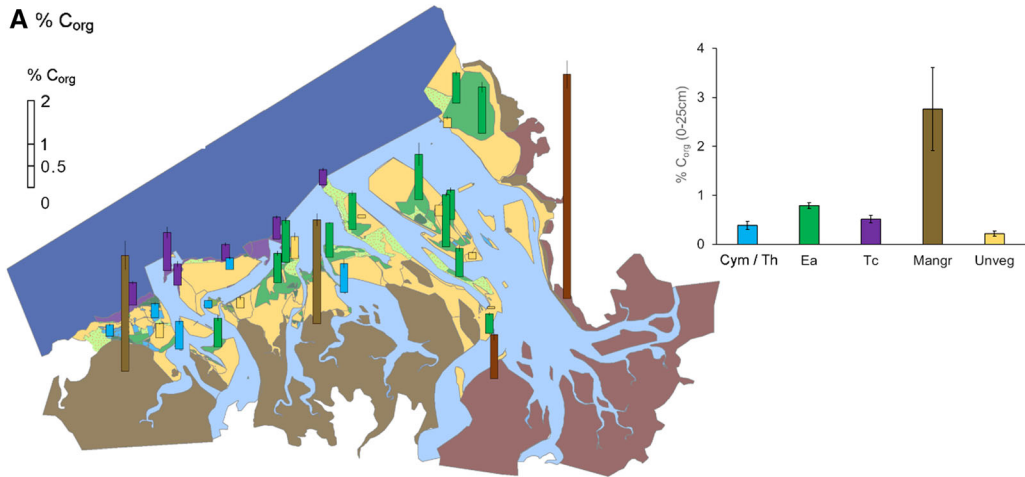 A % Corg
% Corg
2
1
0.5
0
4
3
2
1
0
% Corg (0-25cm)
Cym / Th
Ea
Tc
Mangr
Unveg